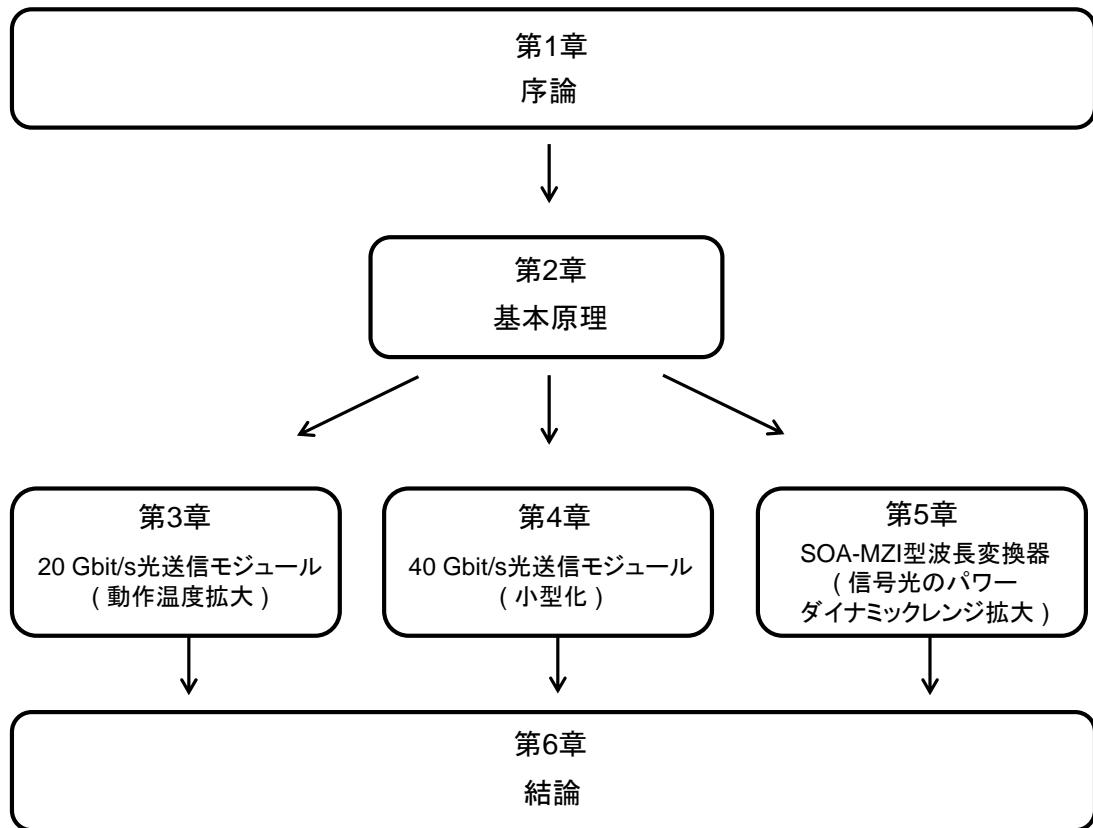 第1章
序論
第2章
基本原理
第3章
20 Gbit/s光送信モジュール
( 動作温度拡大 )
第4章
40 Gbit/s光送信モジュール
( 小型化 )
第5章
SOA-MZI型波長変換器
( 信号光のパワー
ダイナミックレンジ拡大 )
第6章
結論